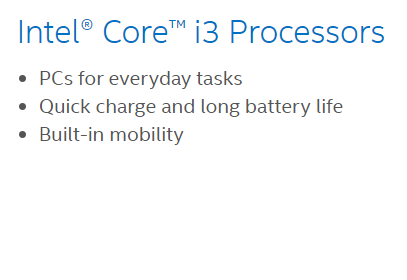 Intel® Core™ i3 Processors
• PCs for everyday tasks
• Quick charge and long battery life
• Built-in mobility